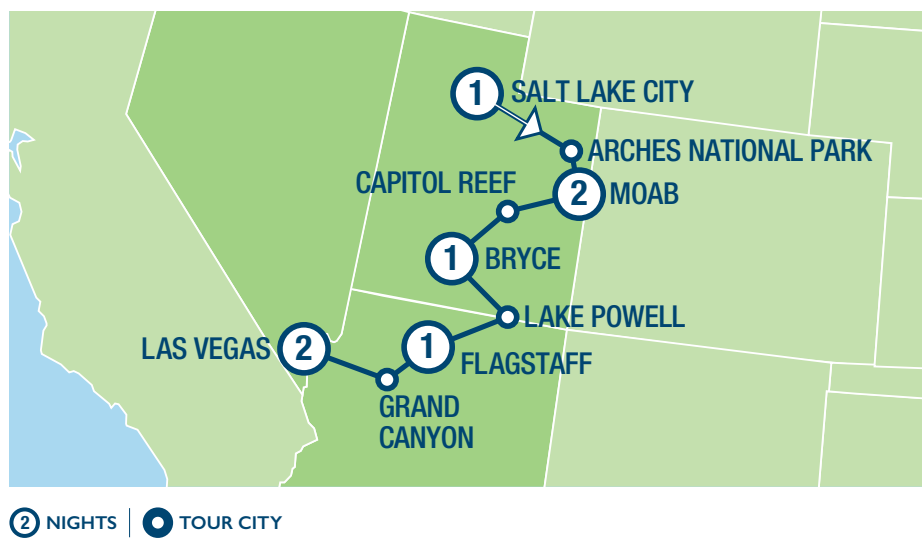 1 SALT LAKE CITY
ARCHES NATIONAL PARK
CAPITOL REEF
2 MOAB
1 BRYCE
LAKE POWELL
LAS VEGAS 2
1 FLAGSTAFF
GRAND
CANYON
2 NIGHTS
TOUR CITY